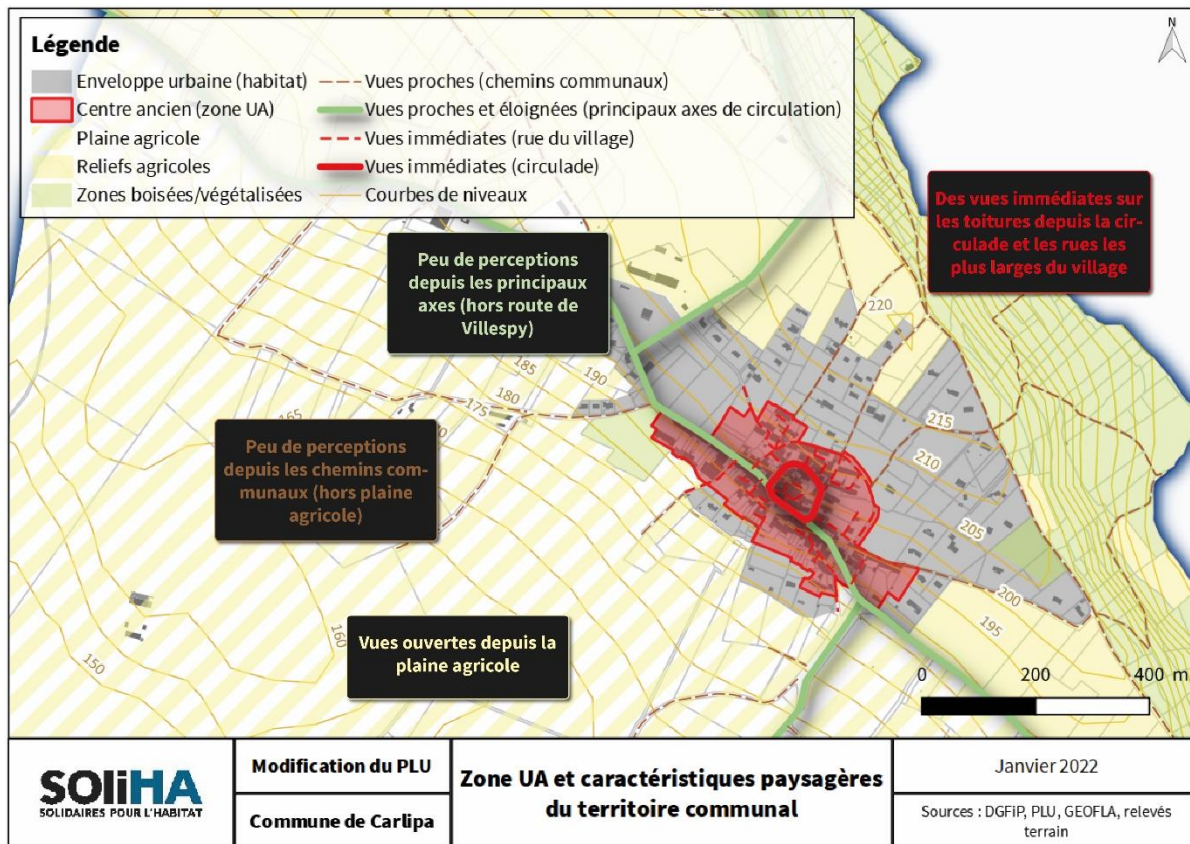 Légende
Enveloppe urbaine (habitat)
Centre ancien (zone UA)
Plaine agricole
Reliefs agricoles
Zones boisées/végétalisées
Vues proches (chemins communaux)
Vues proches et éloignées (principaux axes de circulation)
Vues immédiates (rue du village)
Vues immédiates (circulade)
Courbes de niveaux
N
Des vues immédiates sur
les toitures depuis la cir-
culade et les rues les
plus larges du village
Peu de perceptions
depuis les principaux
axes (hors route de
Villespy)
220
185
190
180
175
165
215
210
Peu de perceptions
depuis les chemins com-
munaux (hors plaine
agricole)
205
200
195
Vues ouvertes depuis la
plaine agricole
160
150
0 200 400 m
SOLiHA
SOLIDAIRES POUR L'HABITAT
Modification du PLU
Commune de Carlipa
Zone UA et caractéristiques paysagères
du territoire communal
Janvier 2022
Sources : DGFiP, PLU, GEOFLA, relevés
terrain